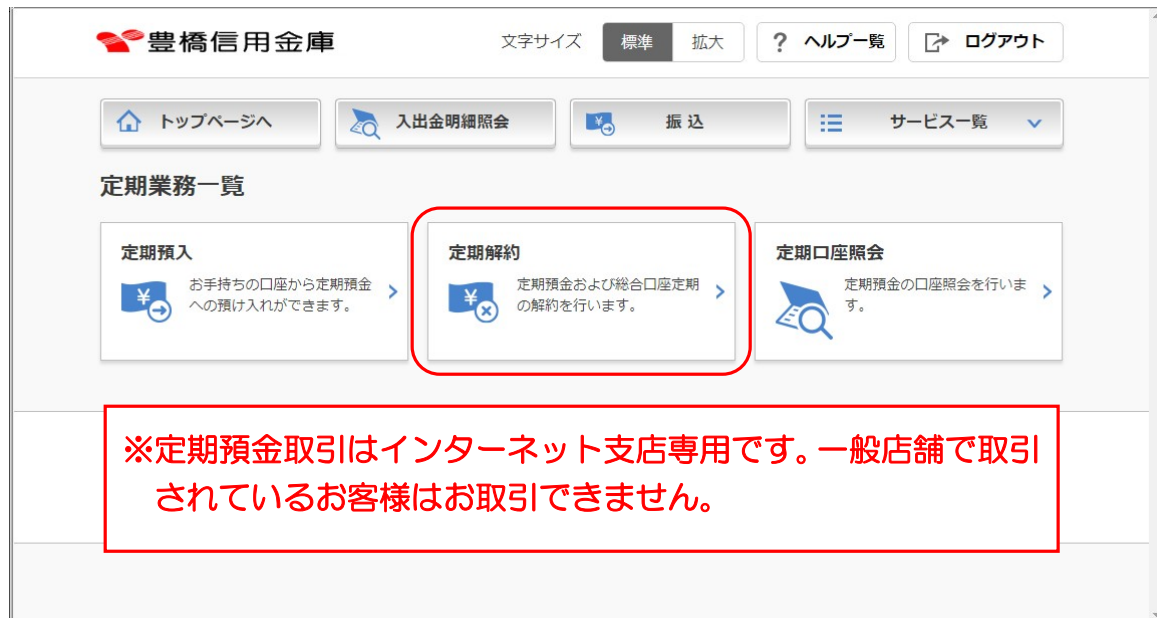 豊橋信用金庫
文字サイズ 標準 拡大 ? ヘルプ一覧 ログアウト
トップページへ 入出金明細照会 振 込 サービス一覧
定期業務一覧
定期預入
お手持ちの口座から定期預金
への預け入れができます。
定期解約
定期預金および総合口座定期
の解約を行います。
定期口座照会
定期預金の口座照会を行いま
す。
※定期預金取引はインターネット支店専用です。一般店舗で取引
されているお客様はお取引できません。